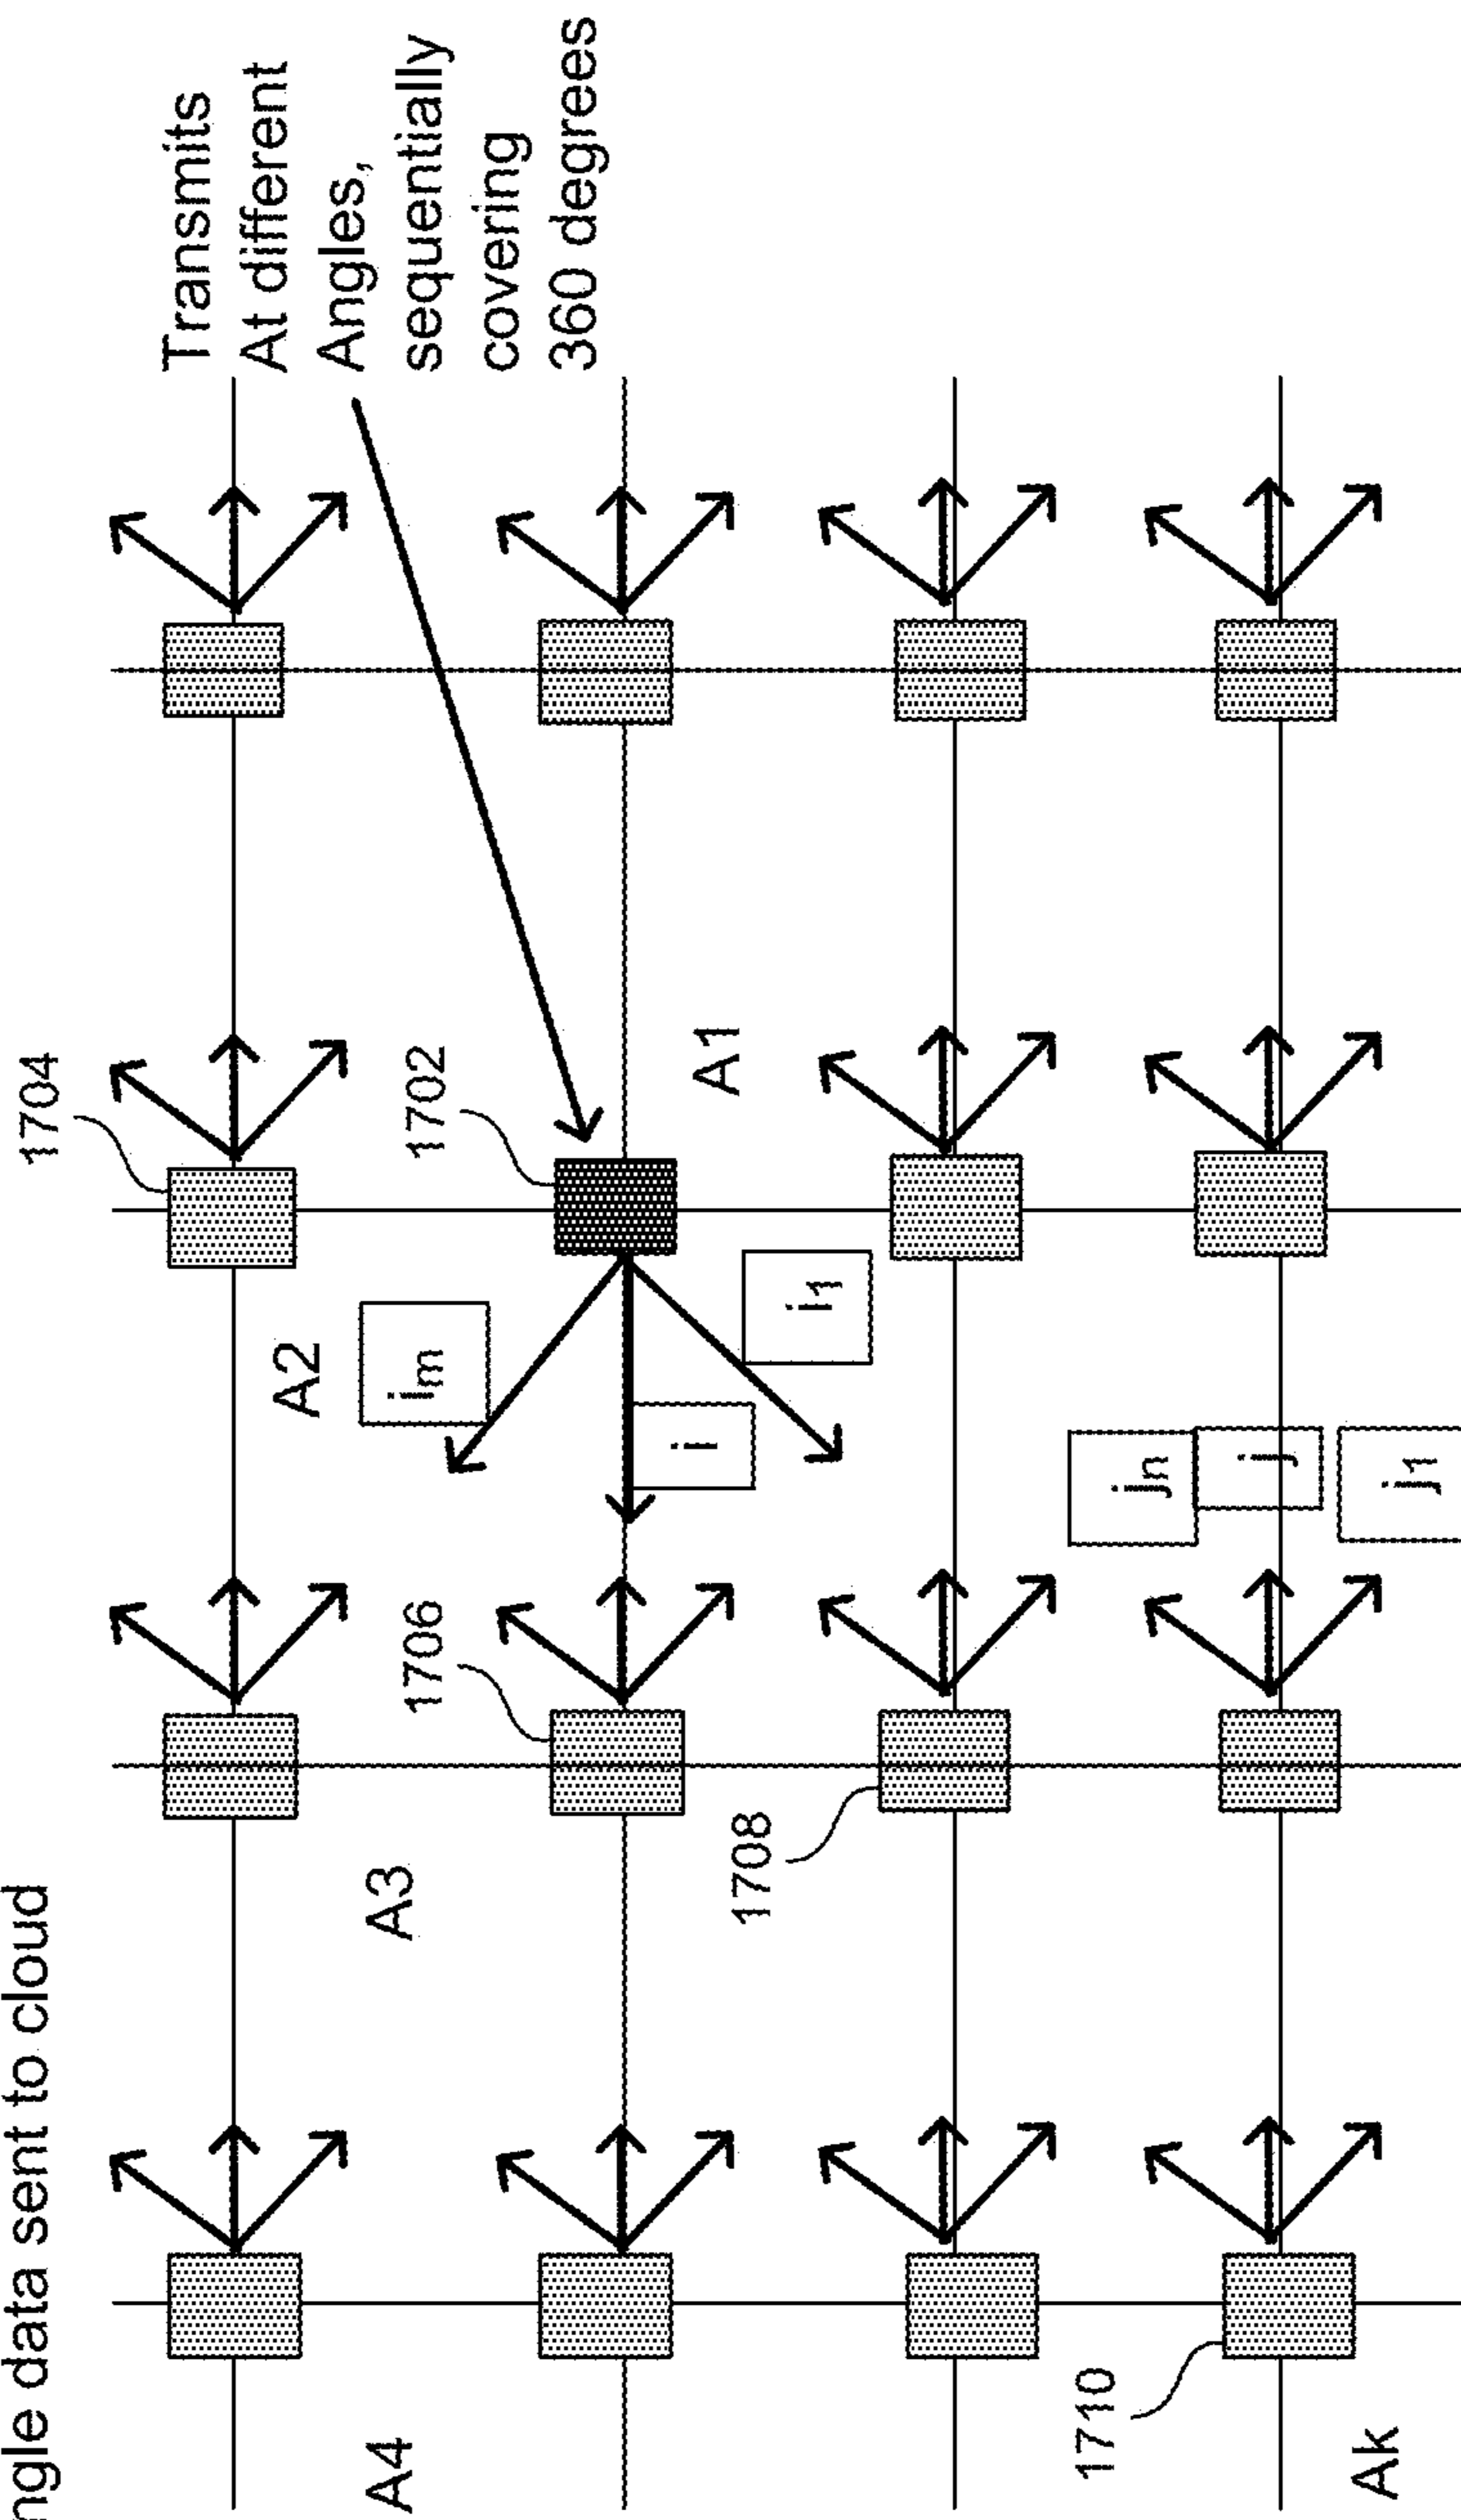 ngle data sent to cloud
1704
Transmits
At different
Angles,
sequentially
covering
360 degrees
A2
A4
A3
1706
im
1702
i
A1
1708
i1
1710
jn
j
Ak
j1